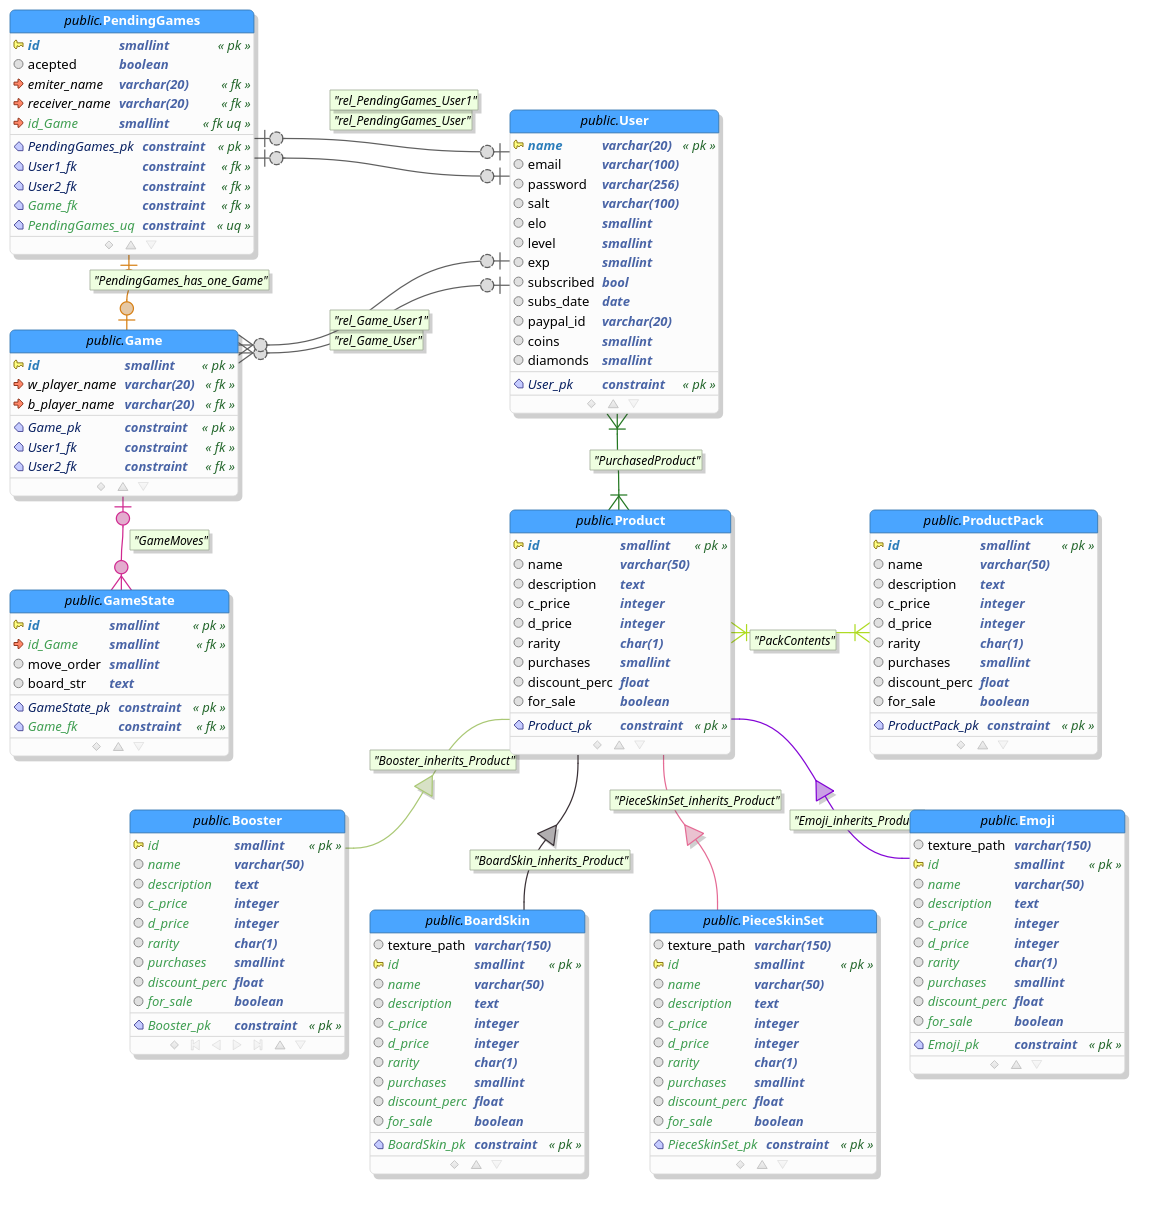 public.PendingGames
id smallint « pk »
acepted boolean
emiter_name varchar(20) « fk »
receiver_name varchar(20) « fk »
id_Game smallint « fk uq »
PendingGames_pk constraint « pk »
User1_fk constraint « fk »
User2_fk constraint « fk »
Game_fk constraint « fk »
PendingGames_uq constraint « uq »
"rel_PendingGames_User1"
"rel_PendingGames_User"
public.User
name varchar(20) « pk »
email varchar(100)
password varchar(256)
salt varchar(100)
elo smallint
level smallint
exp smallint
subscribed bool
subs_date date
paypal_id varchar(20)
coins smallint
diamonds smallint
User_pk constraint « pk »
"PendingGames_has_one_Game"
"rel_Game_User1"
"rel_Game_User"
public.Game
id smallint « pk »
w_player_name varchar(20) « fk »
b_player_name varchar(20) « fk »
Game_pk constraint « pk »
User1_fk constraint « fk »
User2_fk constraint « fk »
"PurchasedProduct"
"GameMoves"
public.GameState
id smallint « pk »
id_Game smallint « fk »
move_order smallint
board_str text
GameState_pk constraint « pk »
Game_fk constraint « fk »
public.Product
id smallint « pk »
name varchar(50)
description text
c_price integer
d_price integer
rarity char(1)
purchases smallint
discount_perc float
for_sale boolean
Product_pk constraint « pk »
"PackContents"
public.ProductPack
id smallint « pk »
name varchar(50)
description text
c_price integer
d_price integer
rarity char(1)
purchases smallint
discount_perc float
for_sale boolean
ProductPack_pk constraint « pk »
"Booster_inherits_Product"
"BoardSkin_inherits_Product"
"PieceSkinSet_inherits_Product"
"Emoji_inherits_Produ
public.Booster
id smallint « pk »
name varchar(50)
description text
c_price integer
d_price integer
rarity char(1)
purchases smallint
discount_perc float
for_sale boolean
Booster_pk constraint « pk »
public.BoardSkin
texture_path varchar(150)
id smallint « pk »
name varchar(50)
description text
c_price integer
d_price integer
rarity char(1)
purchases smallint
discount_perc float
for_sale boolean
BoardSkin_pk constraint « pk »
public.PieceSkinSet
texture_path varchar(150)
id smallint « pk »
name varchar(50)
description text
c_price integer
d_price integer
rarity char(1)
purchases smallint
discount_perc float
for_sale boolean
PieceSkinSet_pk constraint « pk »
public.Emoji
texture_path varchar(150)
id smallint « pk »
name varchar(50)
description text
c_price integer
d_price integer
rarity char(1)
purchases smallint
discount_perc float
for_sale boolean
Emoji_pk constraint « pk »